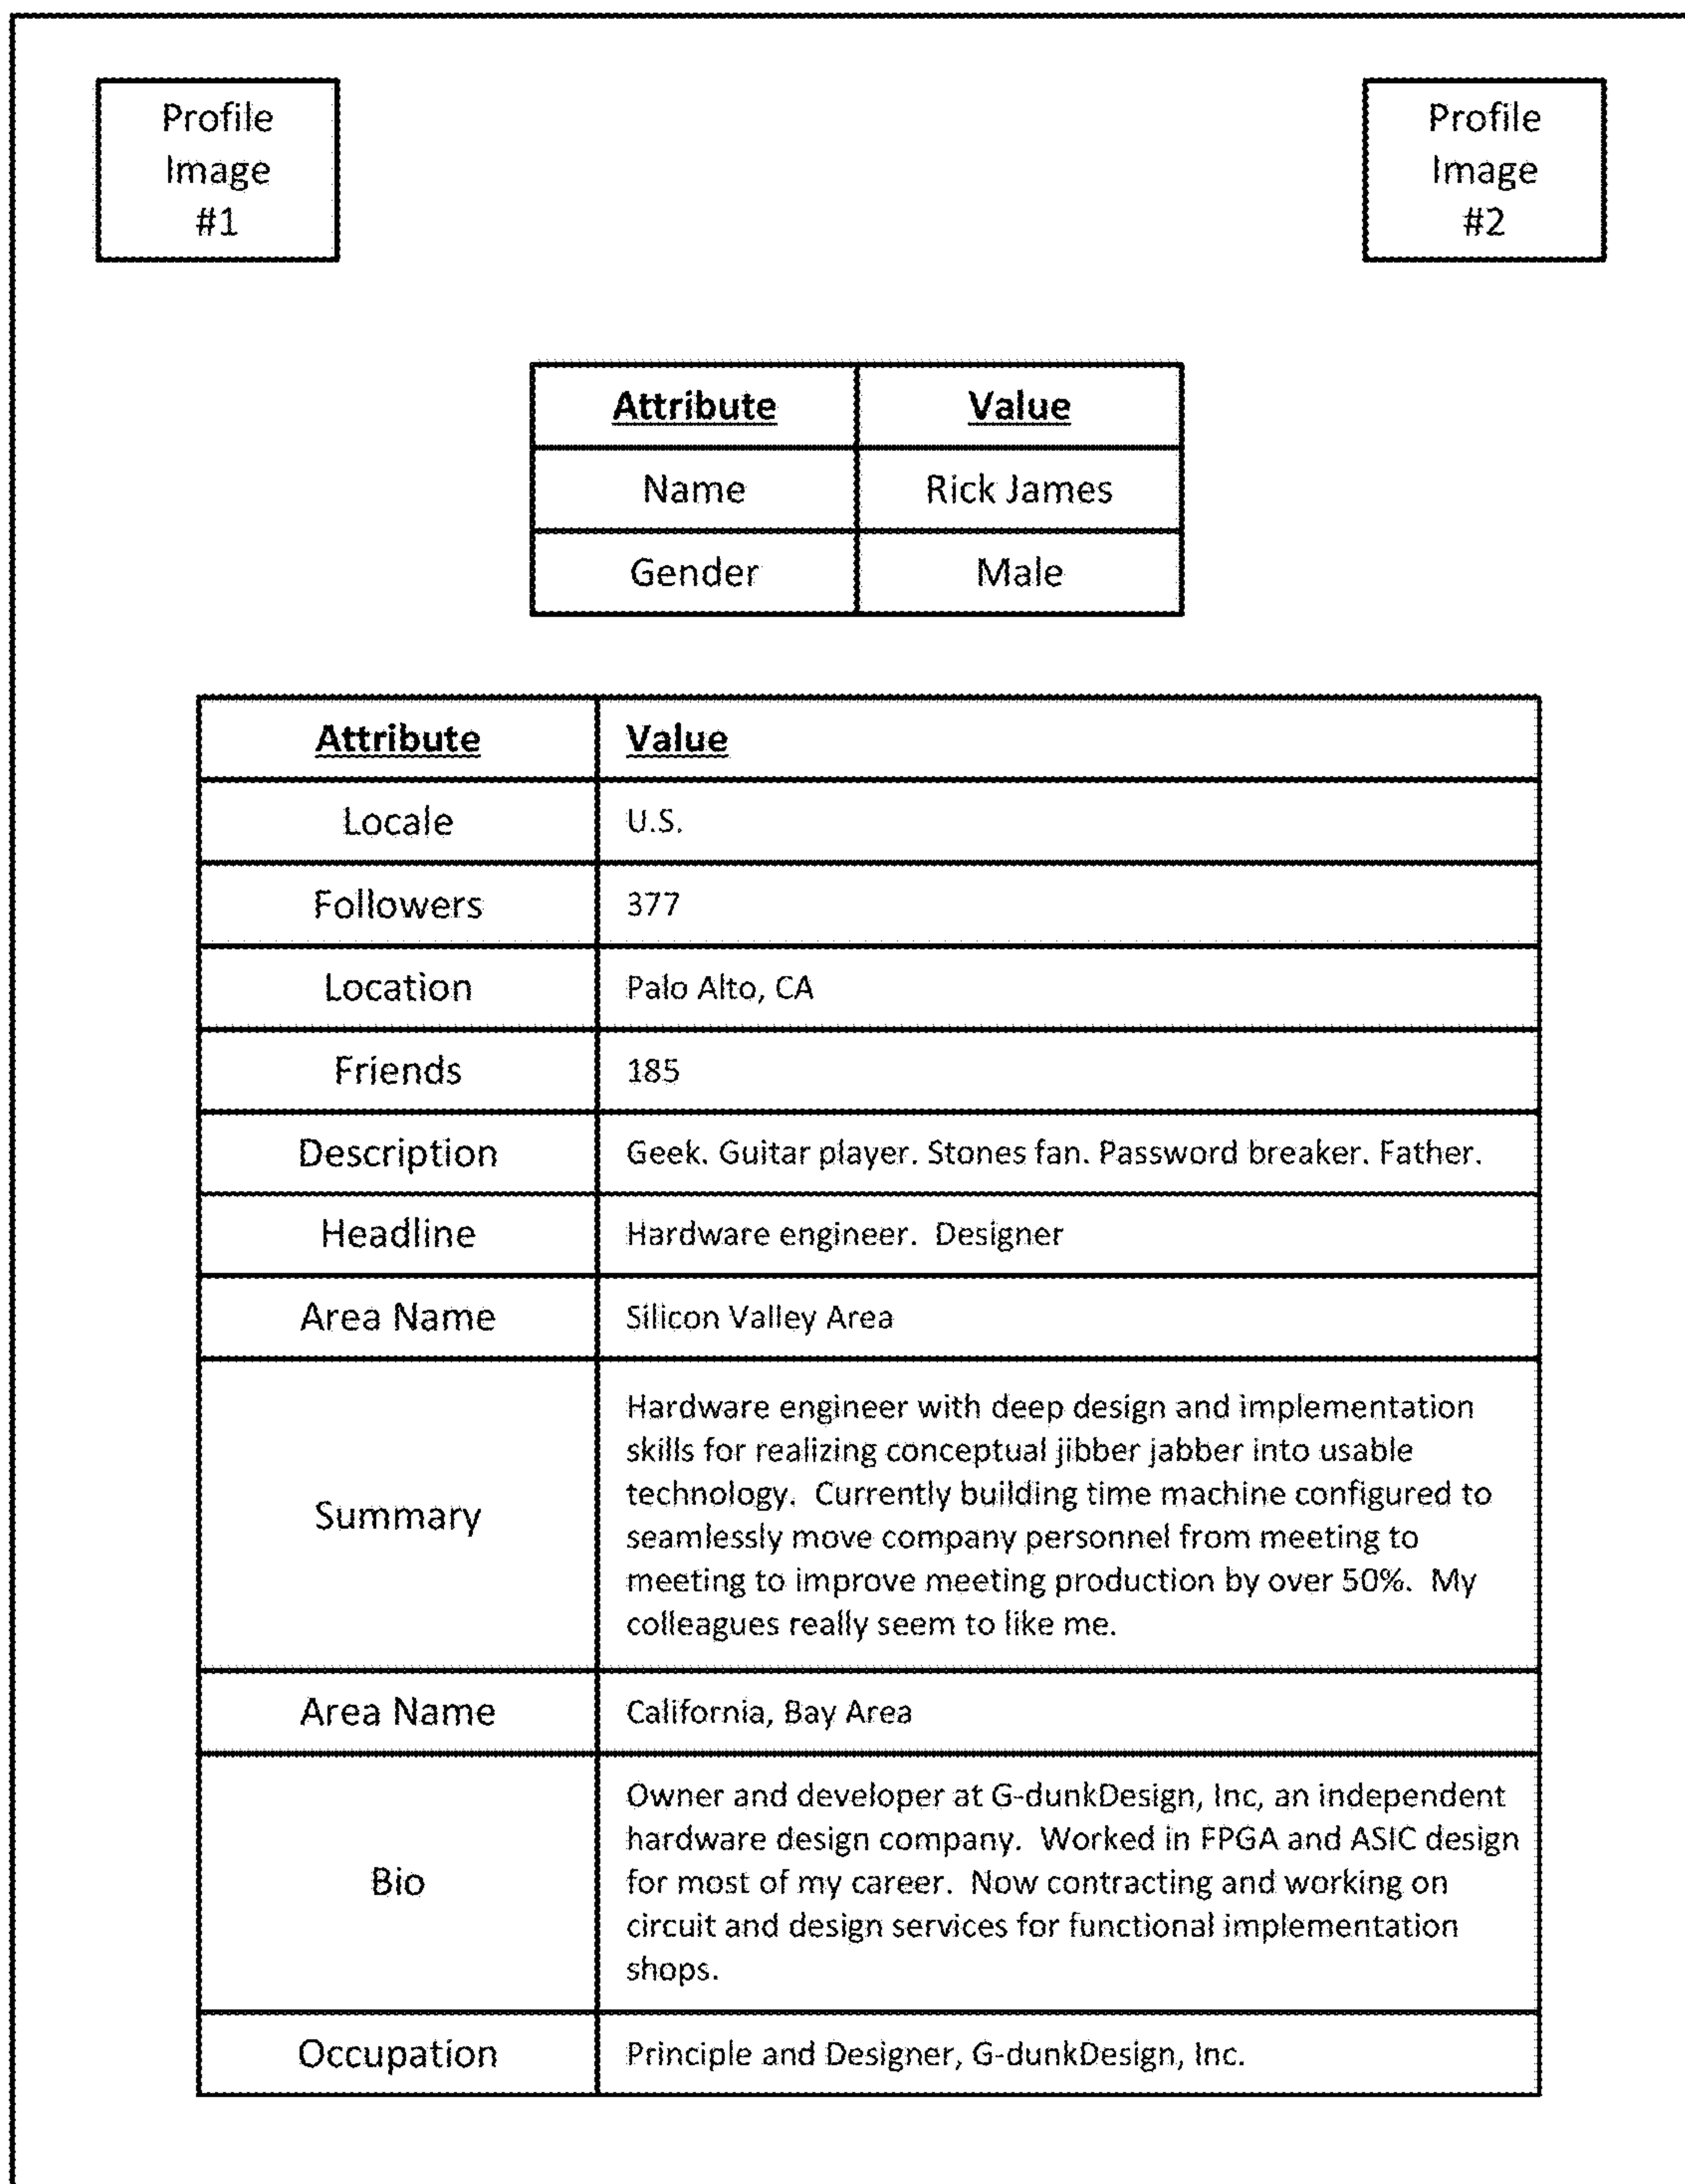 Profile
Image
#1
Profile
Image
#2
Attribute Value
Name Rick James
Gender Male
Attribute Value
Locale U.S.
Followers 377
Location Palo Alto, CA
Friends 185
Description Geek. Guitar player. Stones fan. Password breaker. Father.
Headline Hardware engineer.  Designer
Area Name Silicon Valley Area
Summary
Hardware engineer with deep design and implementation
skills for realizing conceptual jibber jabber into usable
technology.  Currently building time machine configured to
seamlessly move company personnel from meeting to
meeting to improve meeting production by over 50%.  My
colleagues really seem to like me.
Area Name California, Bay Area
Bio
Owner and developer at G-dunkDesign, Inc, an independent
hardware design company.  Worked in FPGA and ASIC design
for most of my career.  Now contracting and working on
circuit and design services for functional implementation
shops.
Occupation Principle and Designer, G-dunkDesign, Inc.